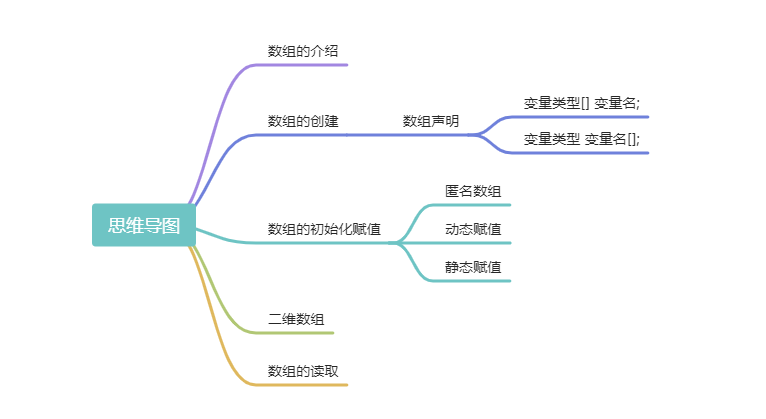 思维导图
数组的介绍
数组的创建
数组声明
变量类型[] 变量名;
变量类型 变量名[];
数组的初始化赋值
匿名数组
动态赋值
静态赋值
二维数组
数组的读取